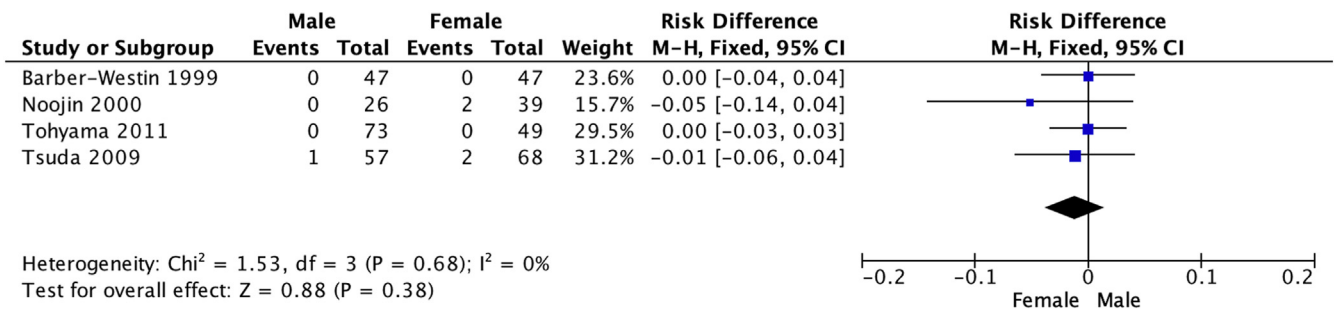 Male Female Risk Difference Risk Difference
Study or Subgroup Events Total Events Total Weight M-H, Fixed, 95% CI M-H, Fixed, 95% CI
Barber-Westin 1999 0 47 0 47 23.6% 0.00 [-0.04, 0.04]
Noojin 2000 0 26 2 39 15.7% -0.05 [-0.14, 0.04]
Tohyama 2011 0 73 0 49 29.5% 0.00 [-0.03, 0.03]
Tsuda 2009 1 57 2 68 31.2% -0.01 [-0.06, 0.04]
Heterogeneity: Chi² = 1.53, df = 3 (P = 0.68); I² = 0%
Test for overall effect: Z = 0.88 (P = 0.38)
-0.2 -0.1 0 0.1 0.2
Female Male